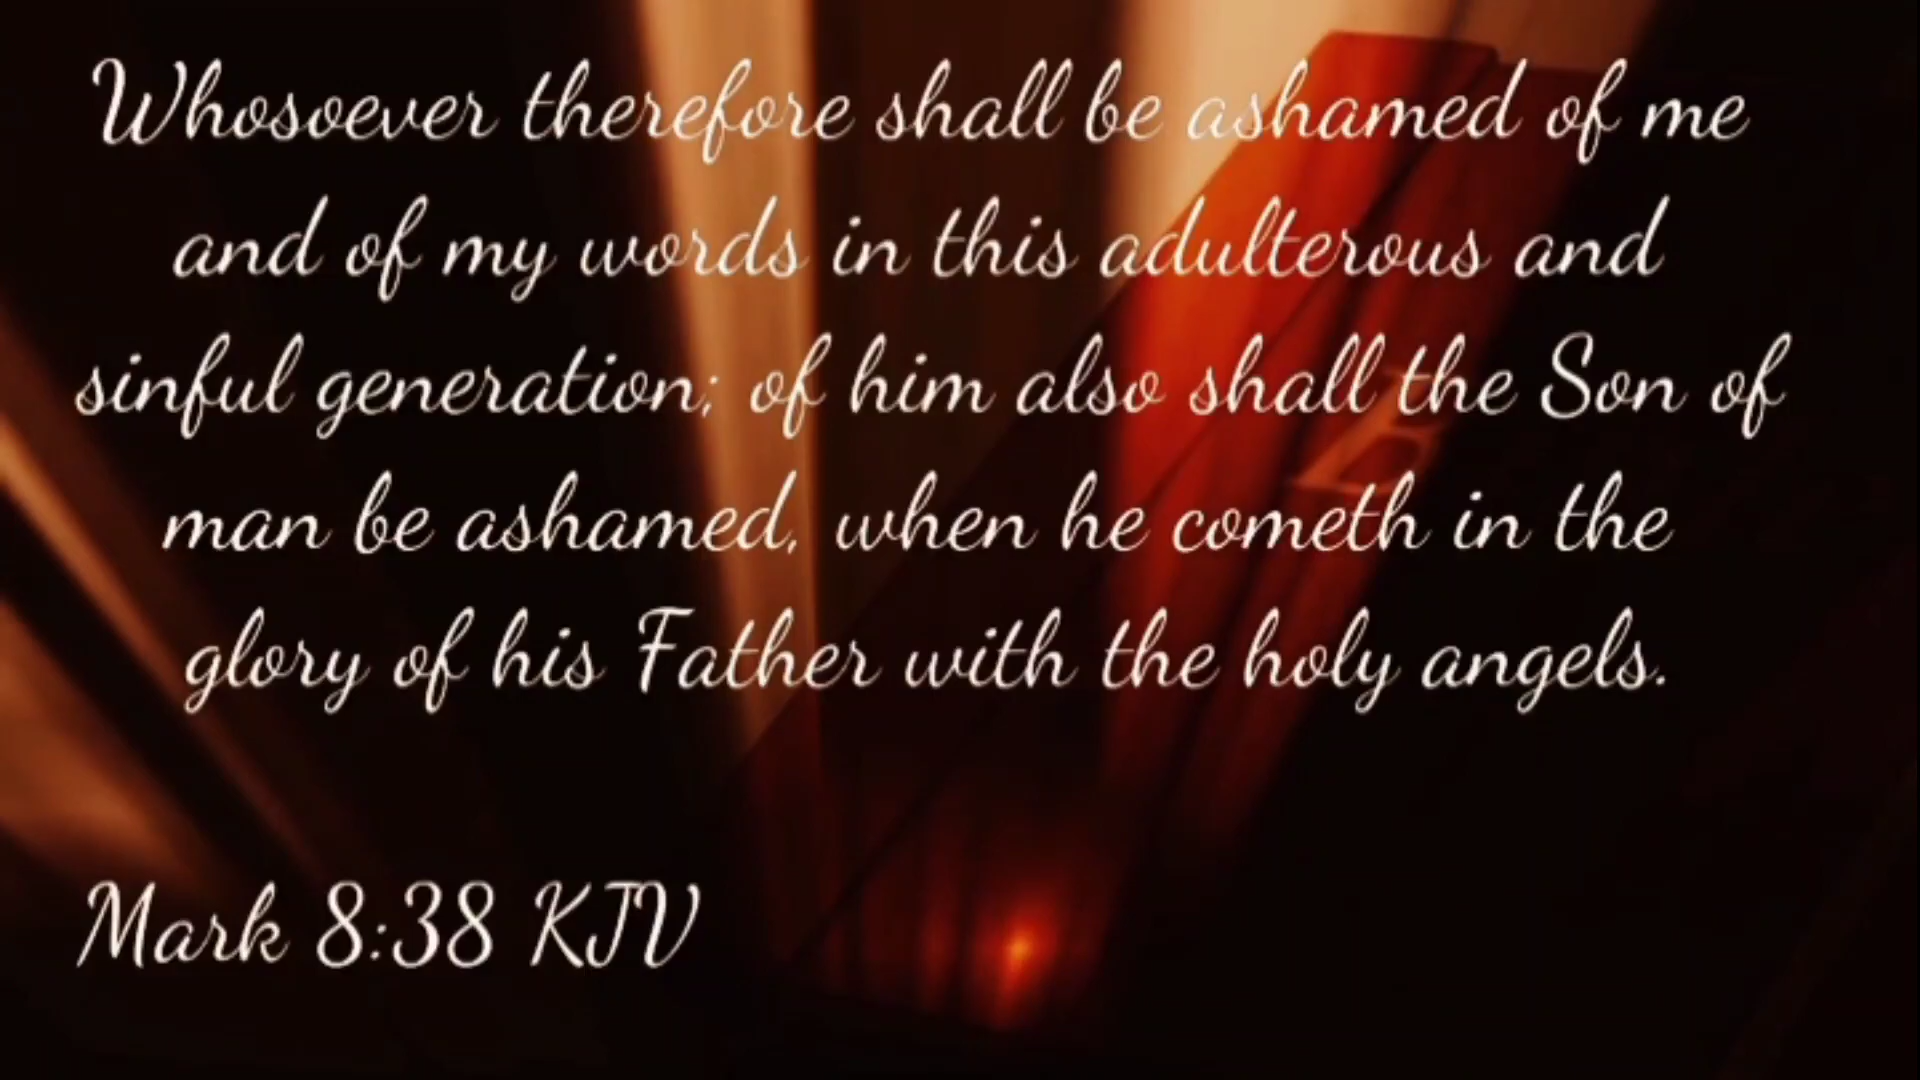 Whosoever therefore shall be ashamed of me
and of my words in this adulterous and
sinful generation; of him also shall the Son of
man be ashamed, when he cometh in the
glory of his Father with the holy angels.
Mark 8:38 KJV